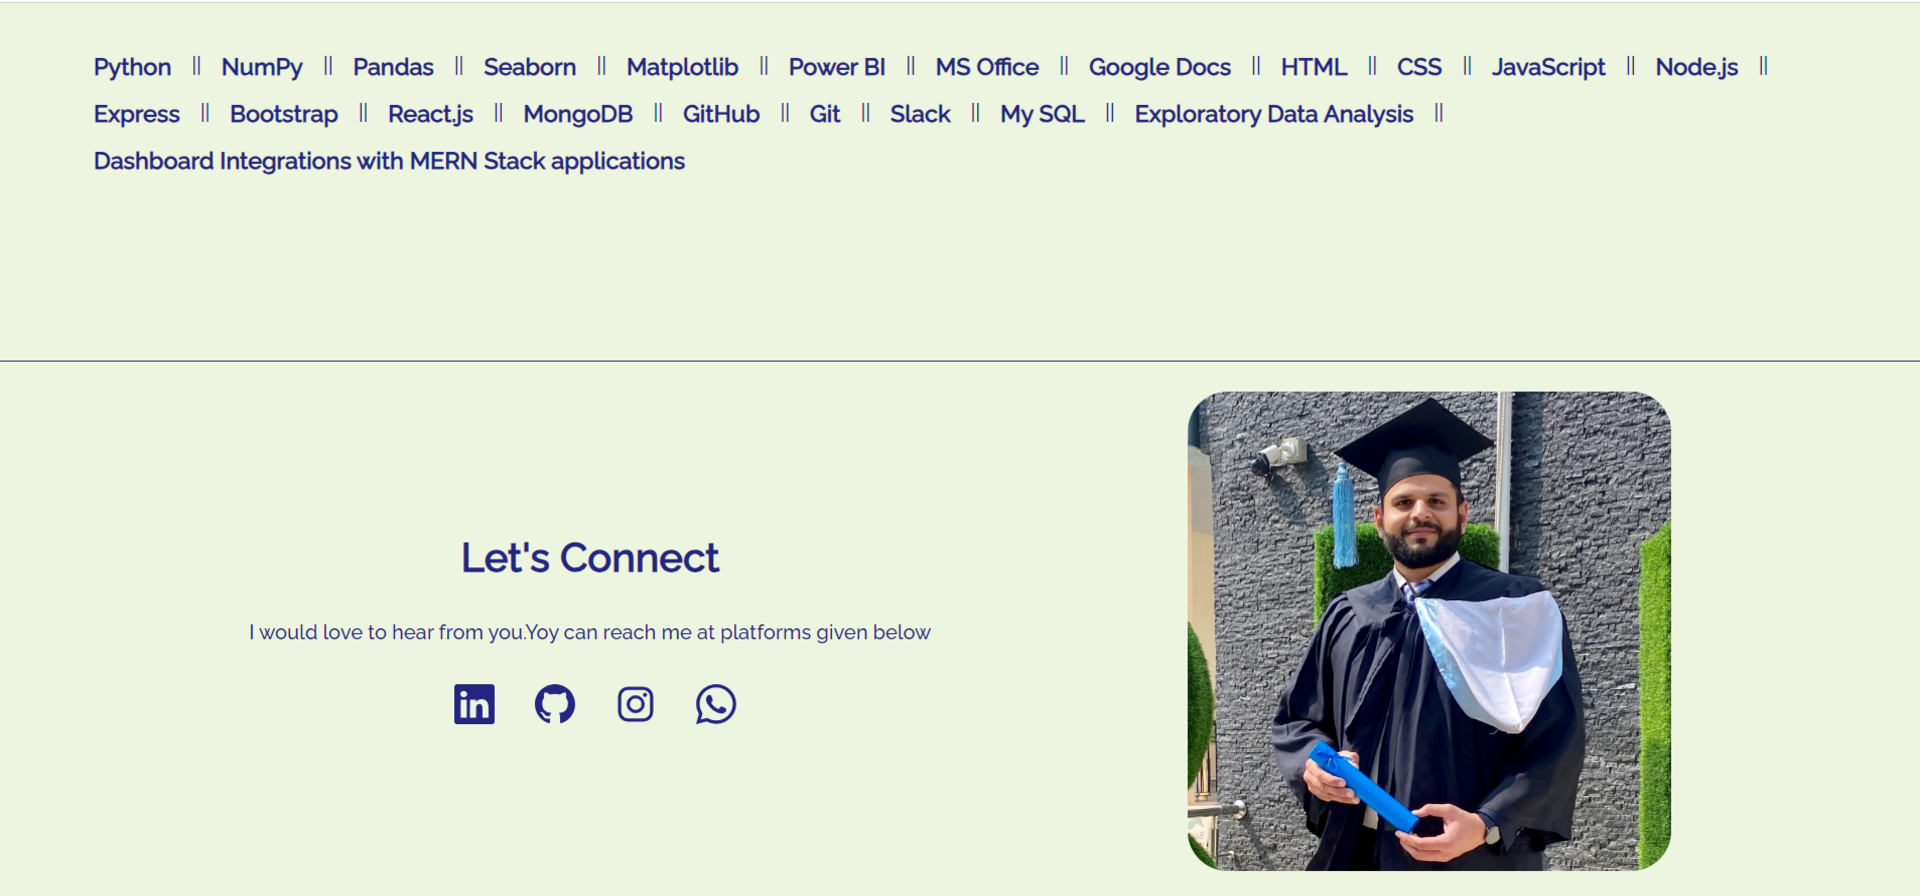 Python || NumPy || Pandas || Seaborn || Matplotlib || Power BI || MS Office || Google Docs || HTML || CSS || JavaScript || Node.js ||
Express || Bootstrap || React.js || MongoDB || GitHub || Git || Slack || My SQL || Exploratory Data Analysis ||
Dashboard Integrations with MERN Stack applications
Let's Connect
I would love to hear from you.Yoy can reach me at platforms given below
in